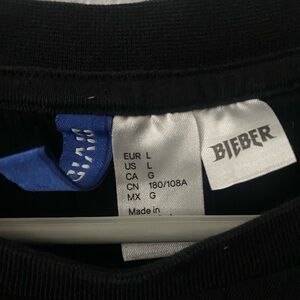 EUR L
US L
CA G
CN 180/108A
MX G
Made in
BIEBER